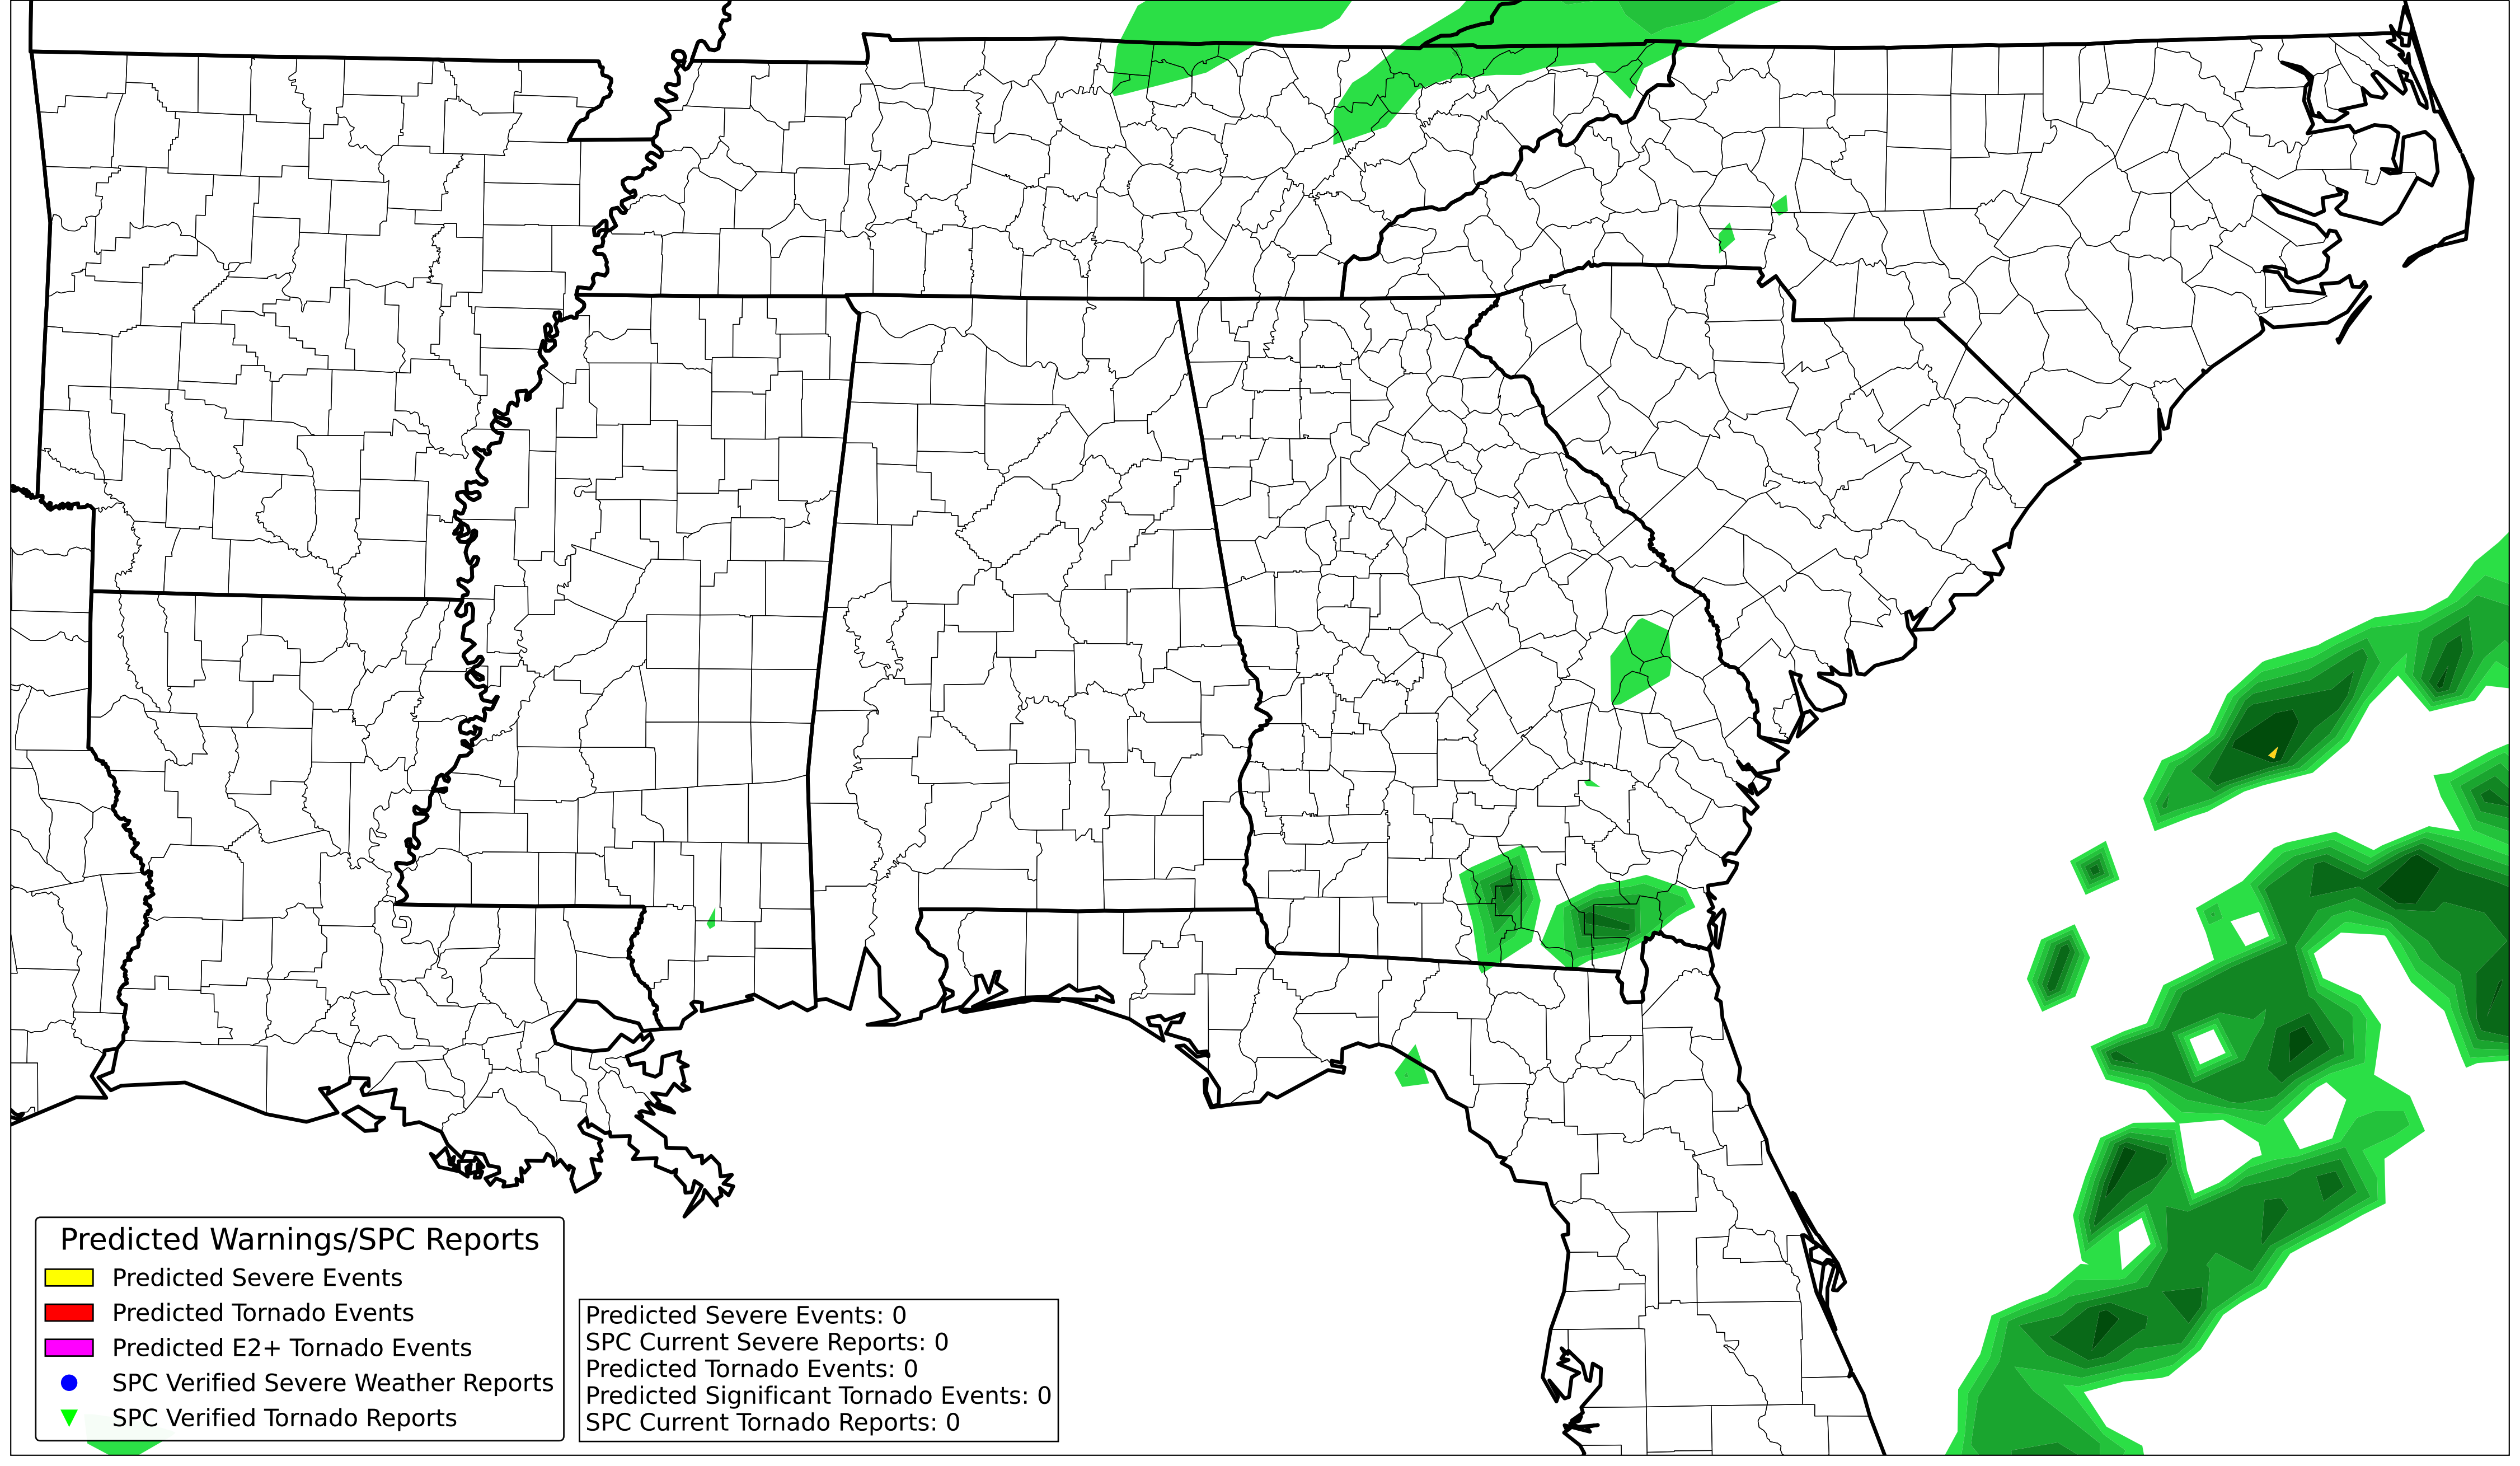 Predicted Warnings/SPC Reports
Predicted Severe Events
Predicted Tornado Events
Predicted E2+ Tornado Events
SPC Verified Severe Weather Reports
SPC Verified Tornado Reports
Predicted Severe Events: 0
SPC Current Severe Reports: 0
Predicted Tornado Events: 0
Predicted Significant Tornado Events: 0
SPC Current Tornado Reports: 0